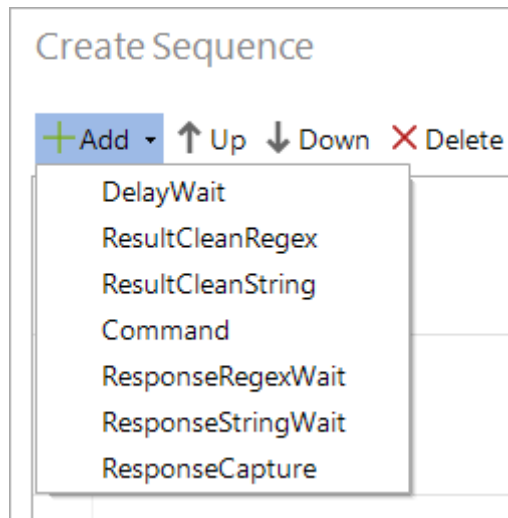 Create Sequence
Add Up Down Delete
DelayWait
ResultCleanRegex
ResultCleanString
Command
ResponseRegexWait
ResponseStringWait
ResponseCapture